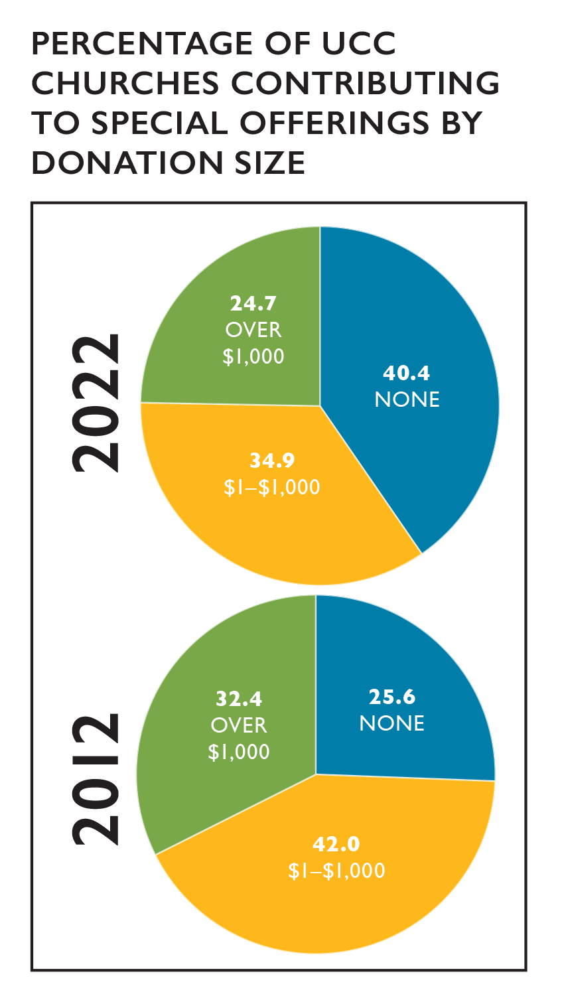 PERCENTAGE OF UCC
CHURCHES CONTRIBUTING
TO SPECIAL OFFERINGS BY
DONATION SIZE
2022
24.7
OVER
$1,000
40.4
NONE
34.9
$1–$1,000
2012
32.4
OVER
$1,000
25.6
NONE
42.0
$1–$1,000